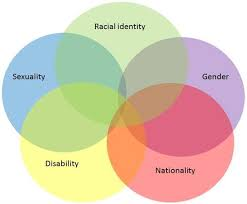 Racial identity
Sexuality
Gender
Disability
Nationality